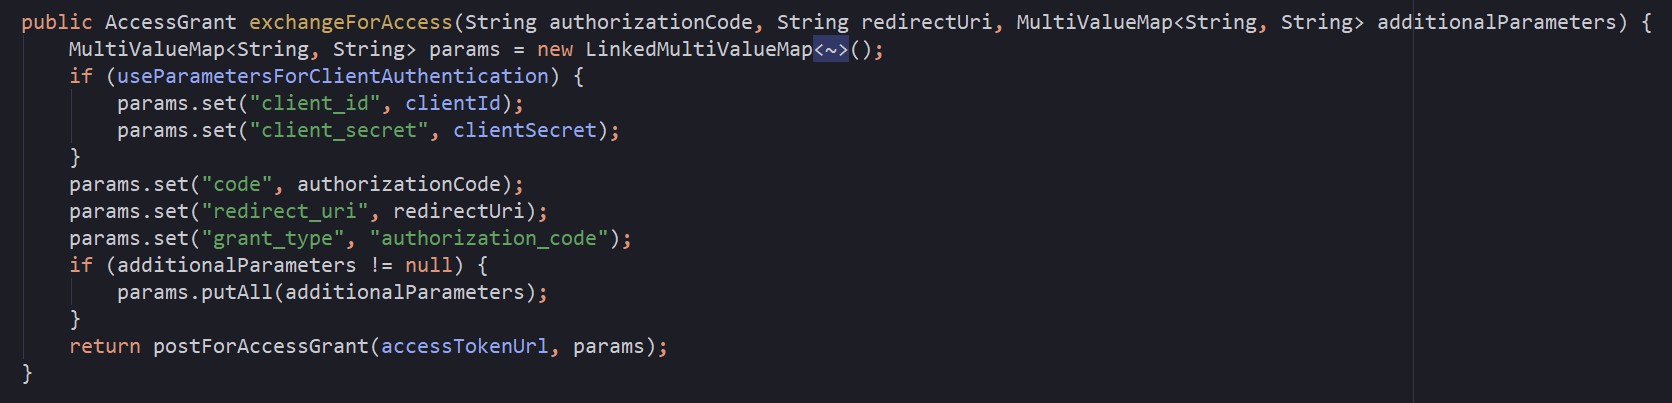 public AccessGrant exchangeForAccess(String authorizationCode, String redirectUri, MultiValueMap<String, String> additionalParameters) {
    MultiValueMap<String, String> params = new LinkedMultiValueMap<~>();
    if (useParametersForClientAuthentication) {
        params.set("client_id", clientId);
        params.set("client_secret", clientSecret);
    }
    params.set("code", authorizationCode);
    params.set("redirect_uri", redirectUri);
    params.set("grant_type", "authorization_code");
    if (additionalParameters != null) {
        params.putAll(additionalParameters);
    }
    return postForAccessGrant(accessTokenUrl, params);
}